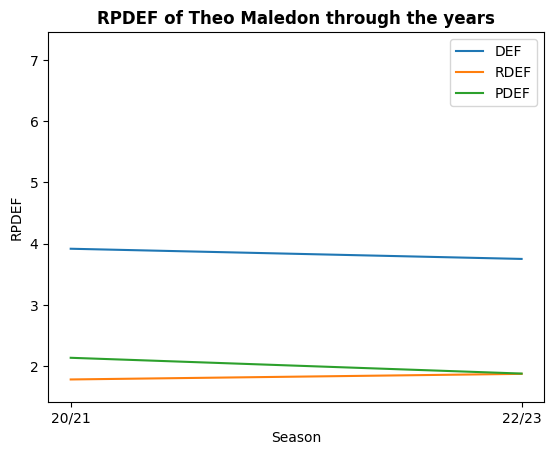 RPDEF of Theo Maledon through the years
DEF
RDEF
PDEF
7
6
5
4
3
2
RPDEF
20/21
22/23
Season